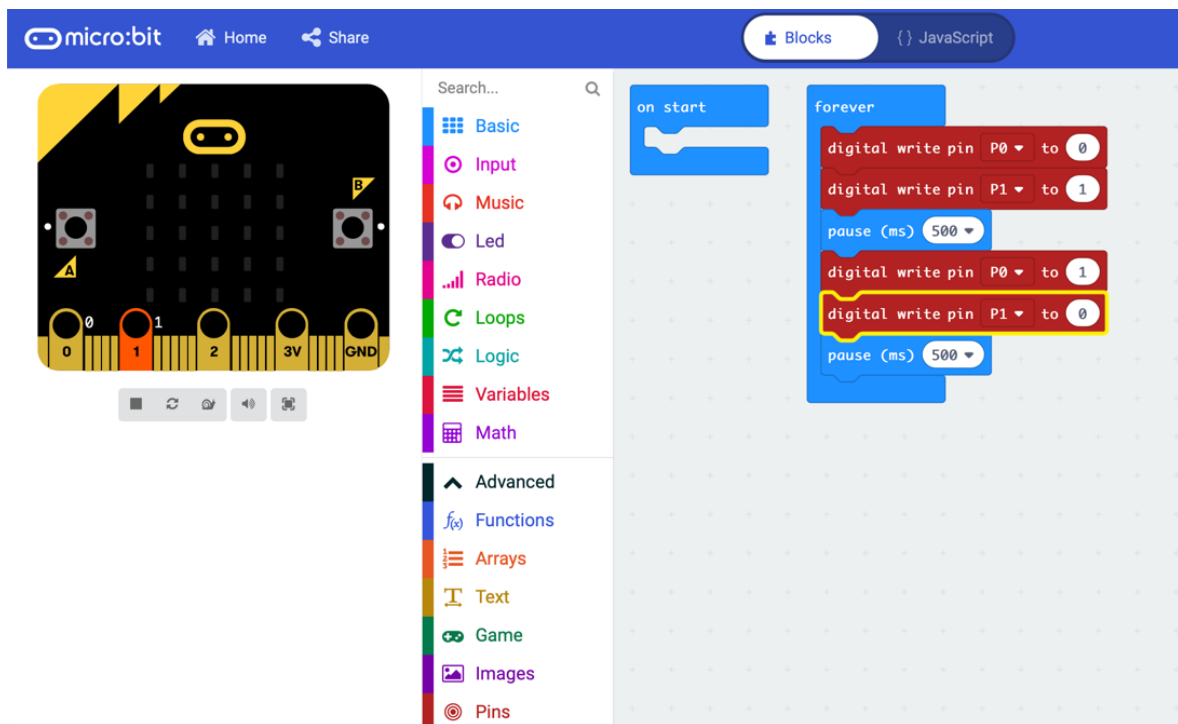 micro:bit Home Share Blocks { } JavaScript
B
A
0 1
0 1 2 3V GND
Search...
Basic
Input
Music
Led
Radio
Loops
Logic
Variables
Math
Advanced
f(x) Functions
Arrays
Text
Game
Images
Pins
on start
forever
digital write pin P0 to 0
digital write pin P1 to 1
pause (ms) 500
digital write pin P0 to 1
digital write pin P1 to 0
pause (ms) 500